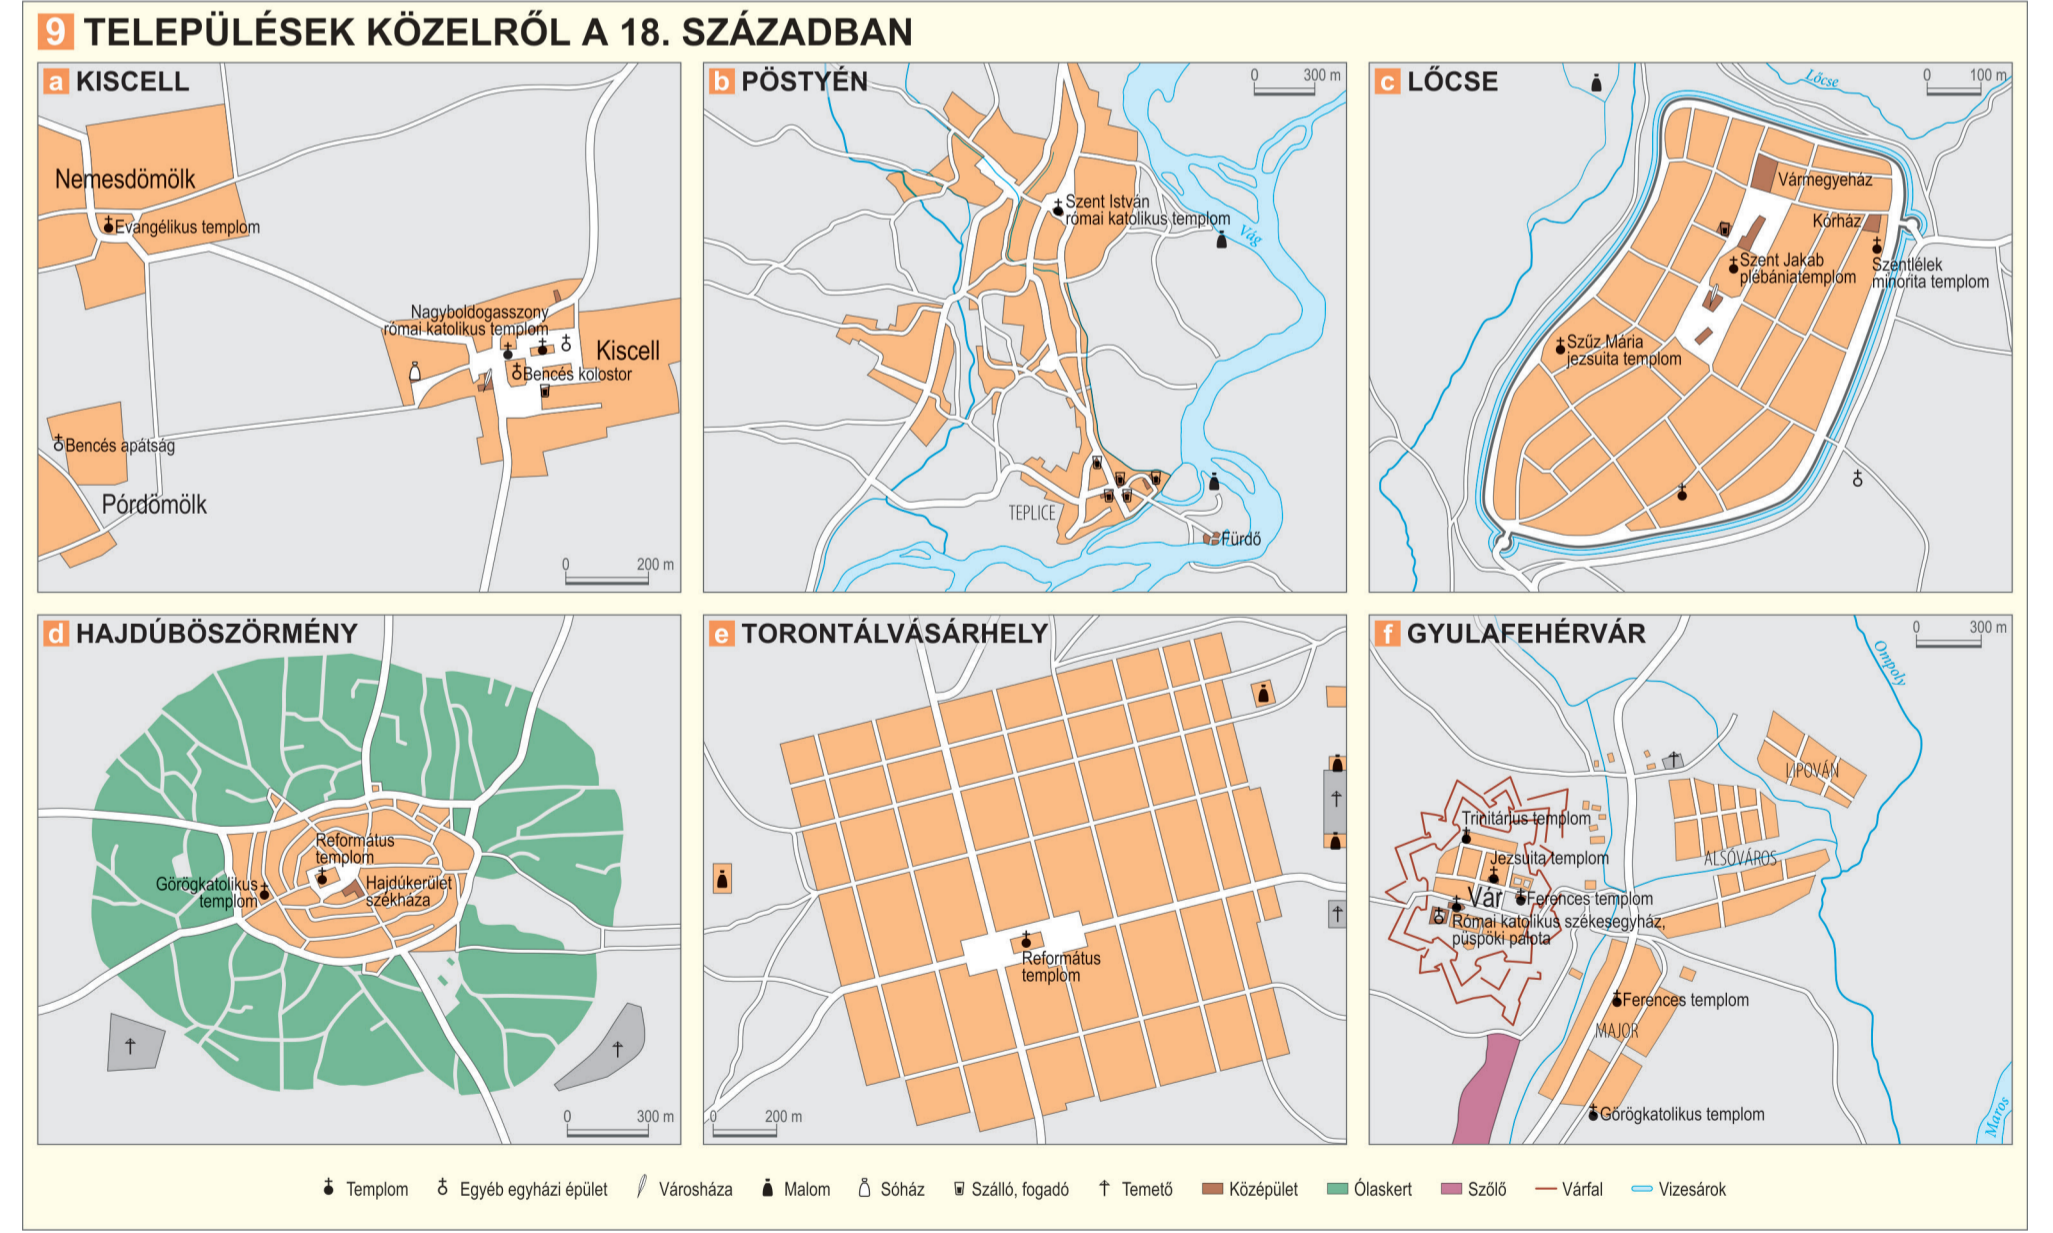 9 TELEPÜLÉSEK KÖZELRŐL A 18. SZÁZADBAN
a KISCELL
Nemesdömölk
Evangélikus templom
Nagyboldogasszony
római katolikus templom
Kiscell
Bencés kolostor
Bencés apátság
Pórdömölk
0 200 m
b PÖSTYÉN
0 300 m
Szent István
római katolikus templom
Vág
TEPLICE
Fürdő
c LŐCSE
Lőcse
0 100 m
Vármegyeház
Kórház
Szent Jakab
plébániatemplom
Szentlélek
minorita templom
Szűz Mária
jezsuita templom
d HAJDÚBÖSZÖRMÉNY
Református
templom
Görögkatolikus
templom
Hajdúkerület
székháza
0 300 m
e TORONTÁLVÁSÁRHELY
Református
templom
0 200 m
f GYULAFEHÉRVÁR
0 300 m
Ompoly
LIPOVÁN
Trinitárius templom
Jezsuita templom
ALSÓVÁROS
Vár
Ferences templom
Római katolikus székesegyház,
püspöki palota
Ferences templom
MAJOR
Görögkatolikus templom
Maros
Templom
Egyéb egyházi épület
Városháza
Malom
Sóház
Szálló, fogadó
Temető
Középület
Ólaskert
Szőlő
Várfal
Vizesárok